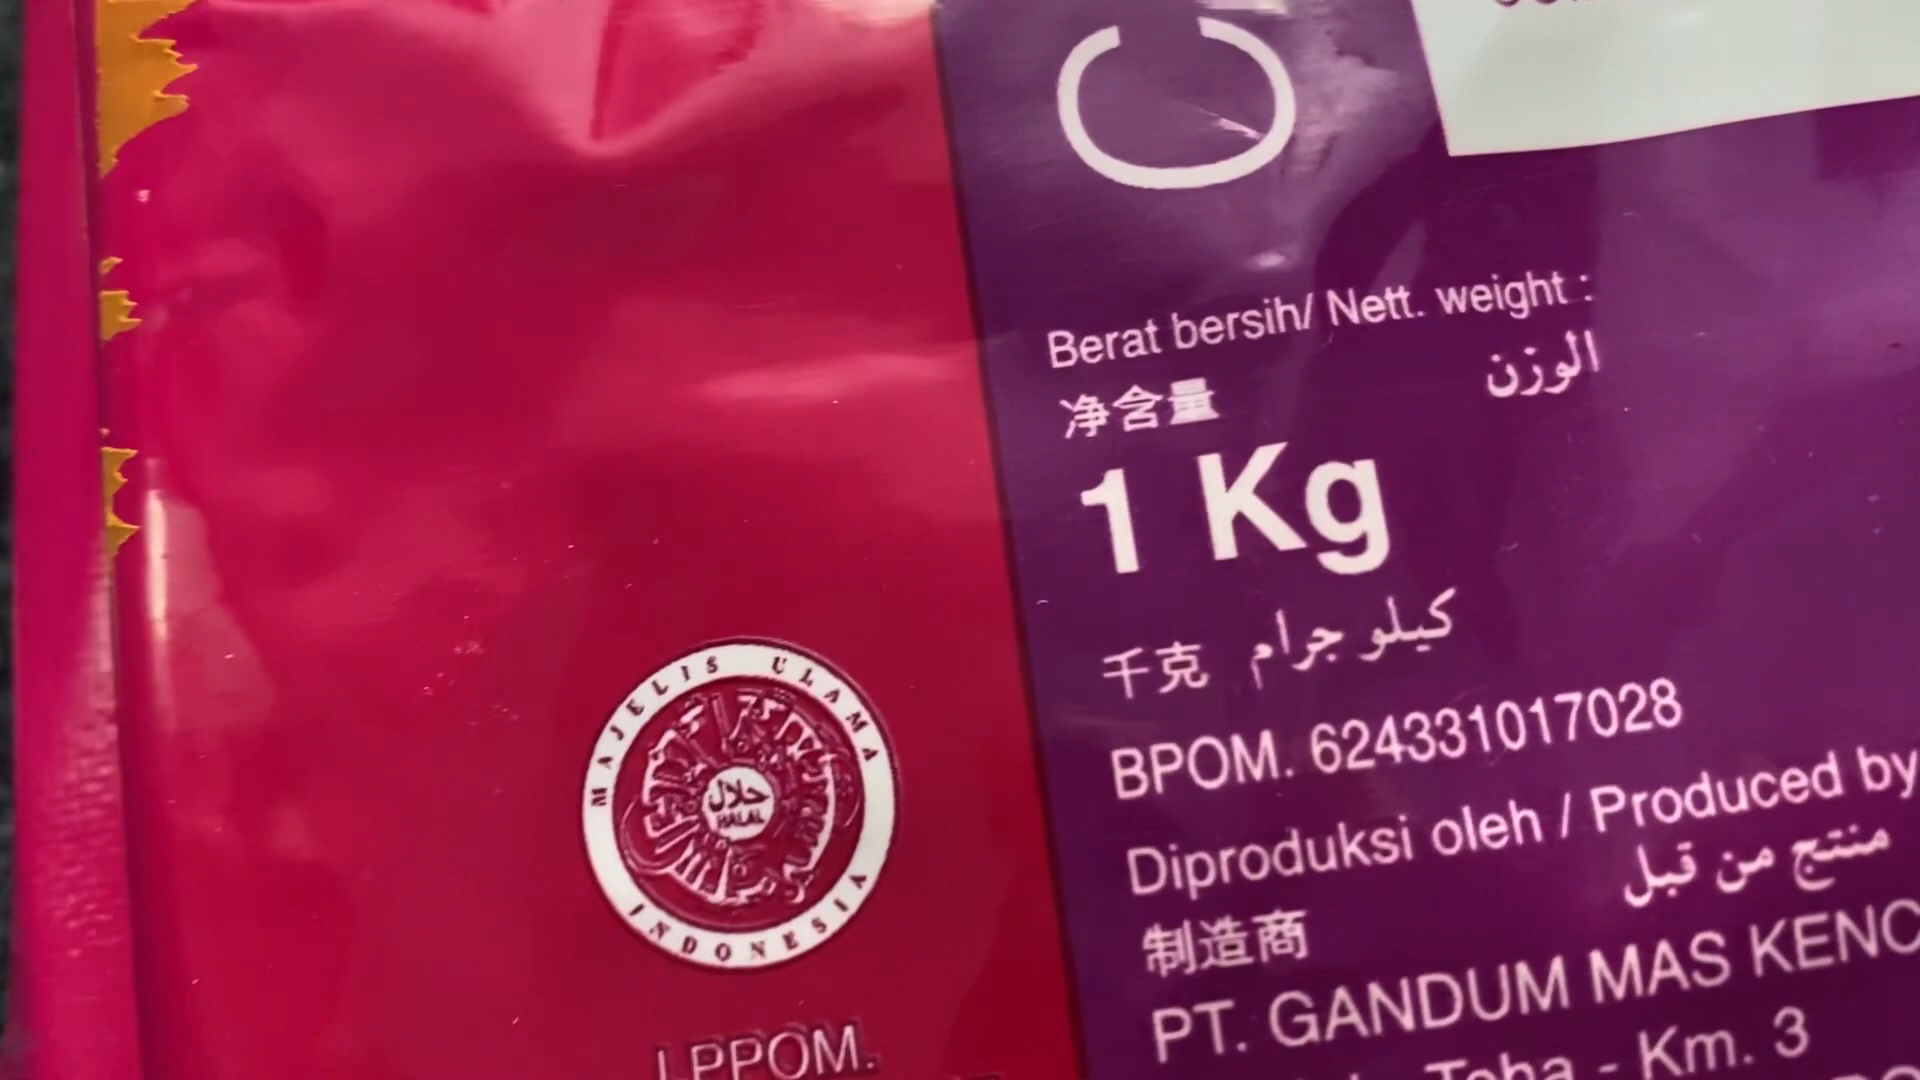 Berat bersih/ Nett. weight :
الوزن
净含量
1 Kg
千克 كيلو جرام
BPOM. 624331017028
Diproduksi oleh / Produced by
منتج من قبل
制造商
PT. GANDUM MAS KENC
Toha - Km. 3
MAJELIS ULAMA
حلال
HALAL
INDONESIA
LPPOM.